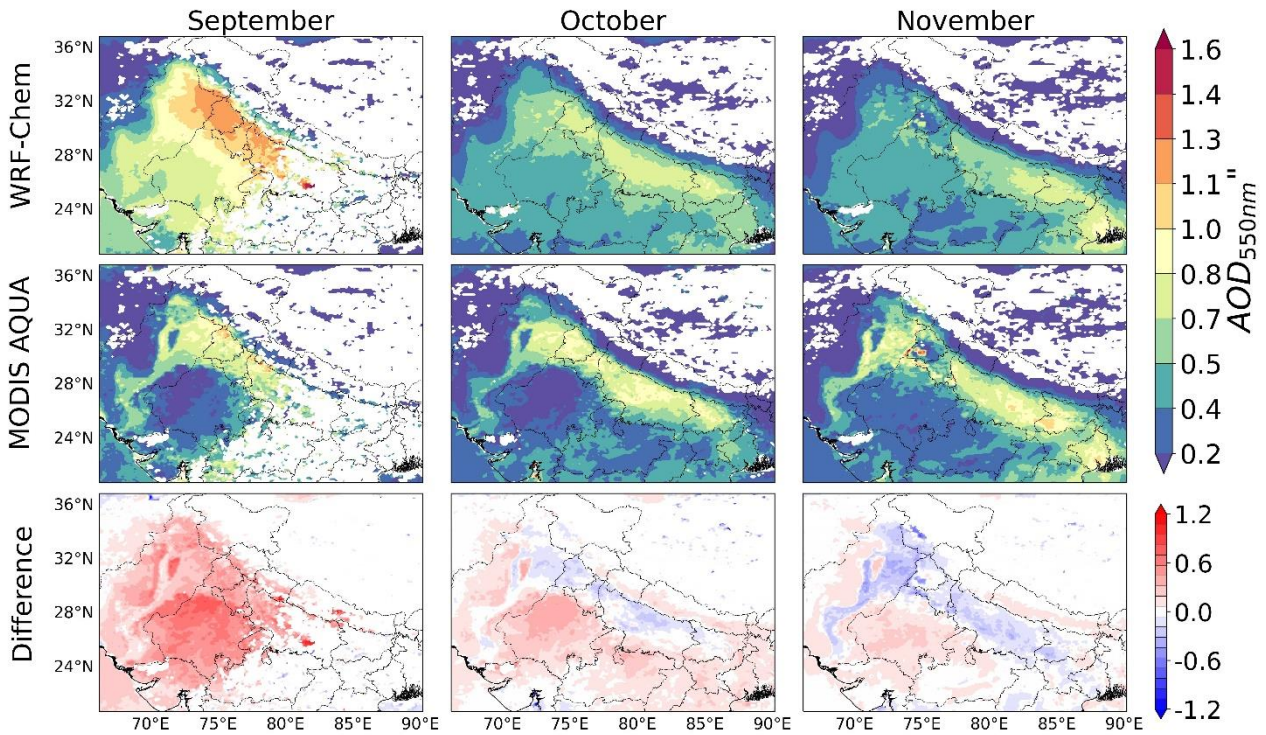 September October November
WRF-Chem
36°N
32°N
28°N
24°N
MODIS AQUA
36°N
32°N
28°N
24°N
Difference
36°N
32°N
28°N
24°N
70°E 75°E 80°E 85°E 90°E
70°E 75°E 80°E 85°E 90°E
70°E 75°E 80°E 85°E 90°E
1.6
1.4
1.3
1.1
1.0
0.8
0.7
0.5
0.4
0.2
AOD550nm"
1.2
0.6
0.0
-0.6
-1.2